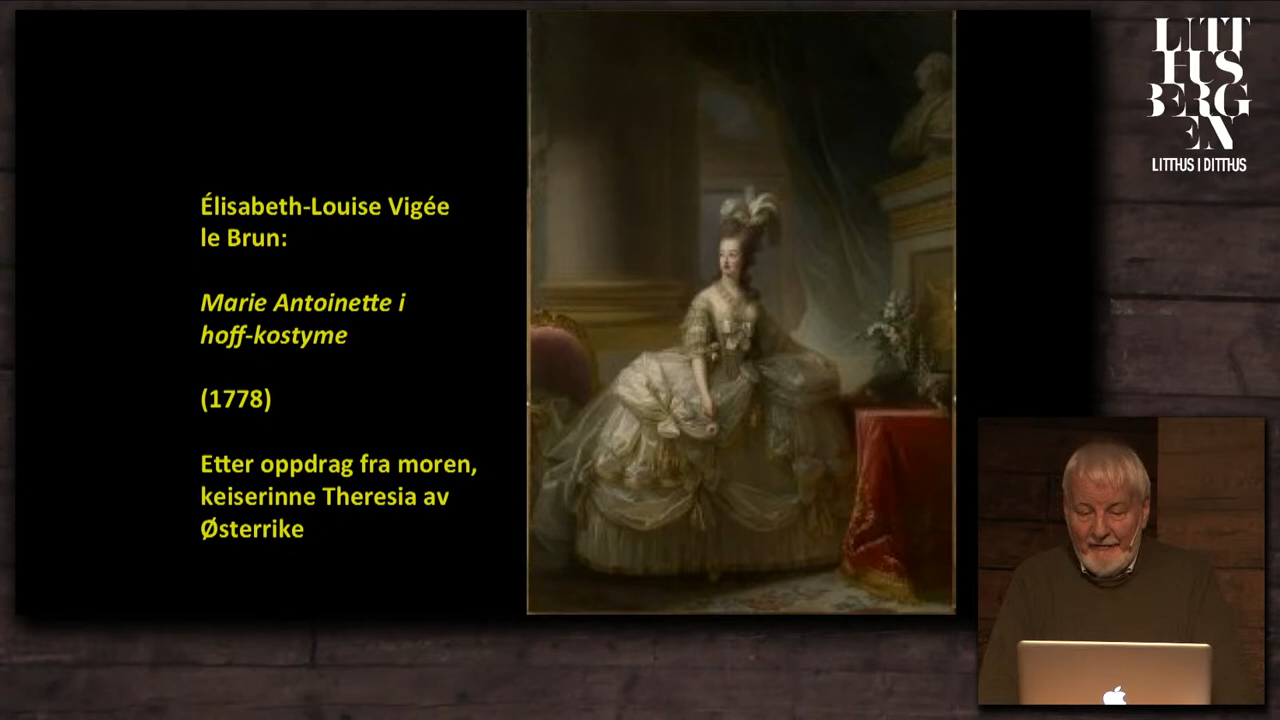 Élisabeth-Louise Vigée
le Brun:
Marie Antoinette i
hoff-kostyme
(1778)
Etter oppdrag fra moren,
keiserinne Theresia av
Østerrike
LITT
HUS
BERG
EN
LITTHUS I DITTHUS